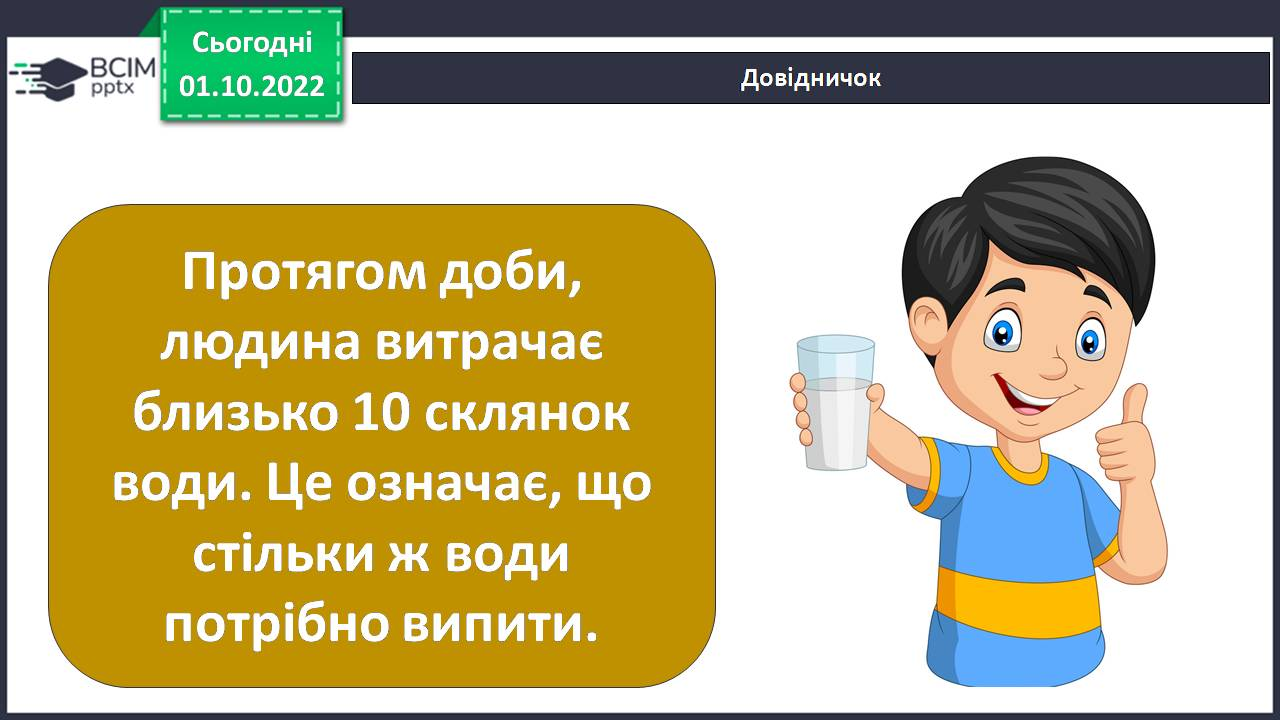 Сьогодні
01.10.2022
BCIM
pptx
Довідничок
Протягом доби,
людина витрачає
близько 10 склянок
води. Це означає, що
стільки ж води
потрібно випити.